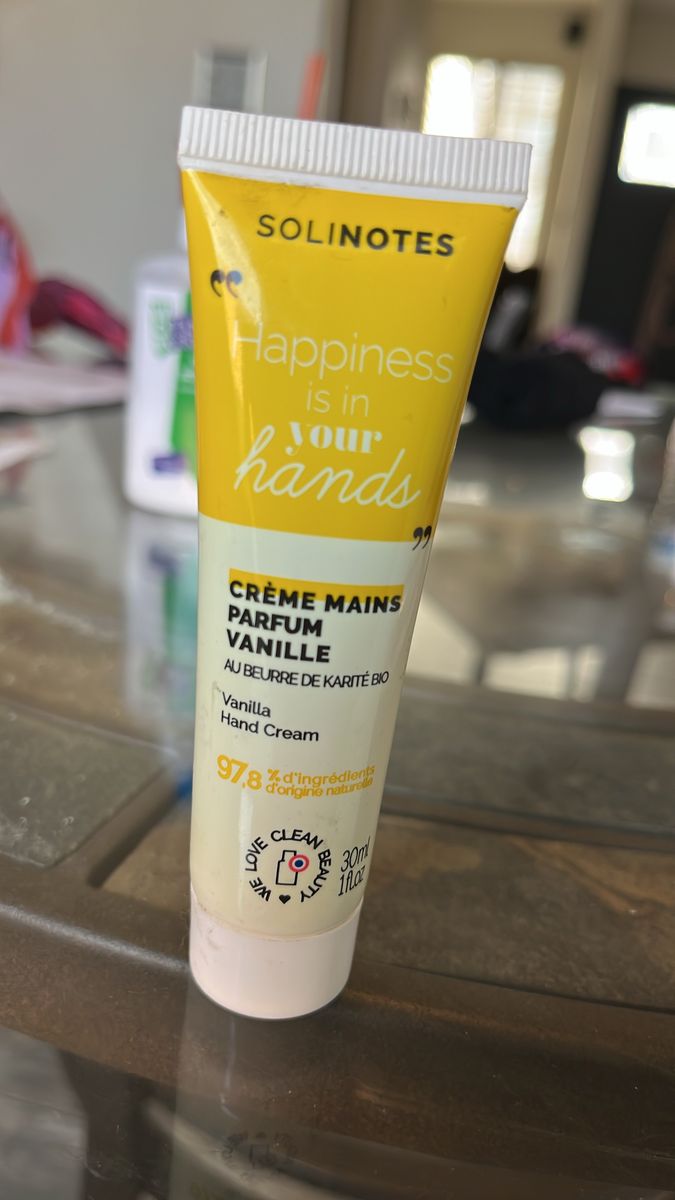 SOLINOTES
“
Happiness
is in
your
hands
”
CRÈME MAINS
PARFUM
VANILLE
AU BEURRE DE KARITÉ BIO
Vanilla
Hand Cream
97,8 % d'ingrédients
d'origine naturelle
WE LOVE CLEAN BEAUTY
30ml
1fl.oz